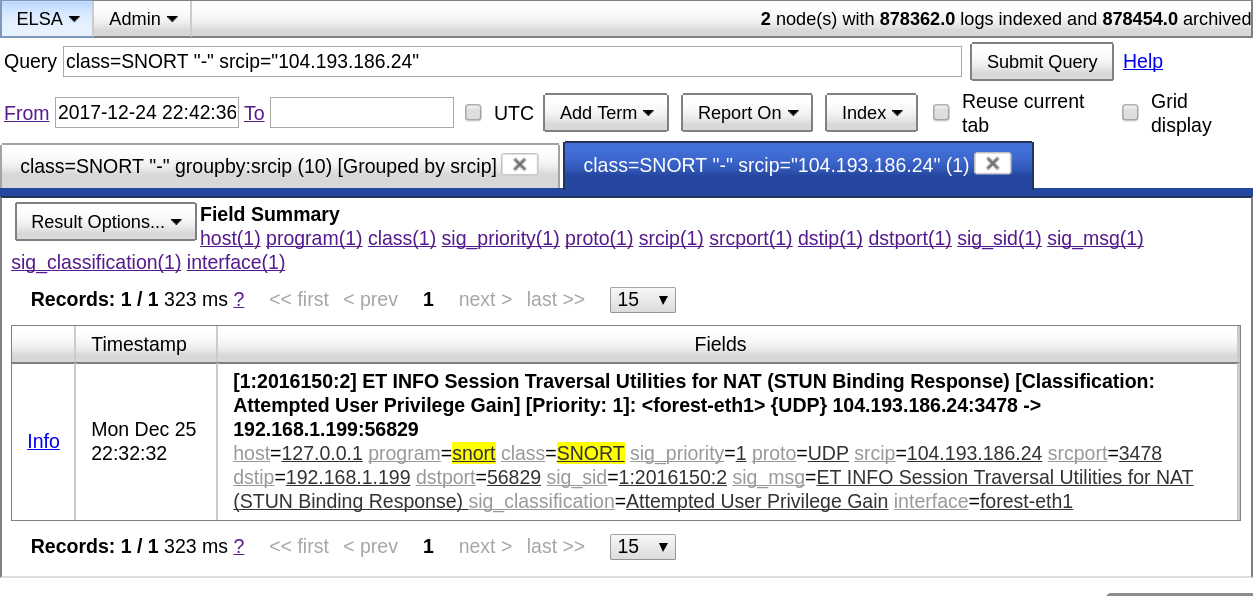 ELSA Admin 2 node(s) with 878362.0 logs indexed and 878454.0 archived
Query class=SNORT "-" srcip="104.193.186.24" Submit Query Help
From 2017-12-24 22:42:36 To UTC Add Term Report On Index Reuse current tab Grid display
class=SNORT "-" groupby:srcip (10) [Grouped by srcip] class=SNORT "-" srcip="104.193.186.24" (1)
Result Options... Field Summary
host(1) program(1) class(1) sig_priority(1) proto(1) srcip(1) srcport(1) dstip(1) dstport(1) sig_sid(1) sig_msg(1)
sig_classification(1) interface(1)
Records: 1 / 1 323 ms ? << first < prev 1 next > last >> 15
Timestamp Fields
Info
Mon Dec 25
22:32:32
[1:2016150:2] ET INFO Session Traversal Utilities for NAT (STUN Binding Response) [Classification:
Attempted User Privilege Gain] [Priority: 1]: <forest-eth1> {UDP} 104.193.186.24:3478 ->
192.168.1.199:56829
host=127.0.0.1 program=snort class=SNORT sig_priority=1 proto=UDP srcip=104.193.186.24 srcport=3478
dstip=192.168.1.199 dstport=56829 sig_sid=1:2016150:2 sig_msg=ET INFO Session Traversal Utilities for NAT
(STUN Binding Response) sig_classification=Attempted User Privilege Gain interface=forest-eth1
Records: 1 / 1 323 ms ? << first < prev 1 next > last >> 15